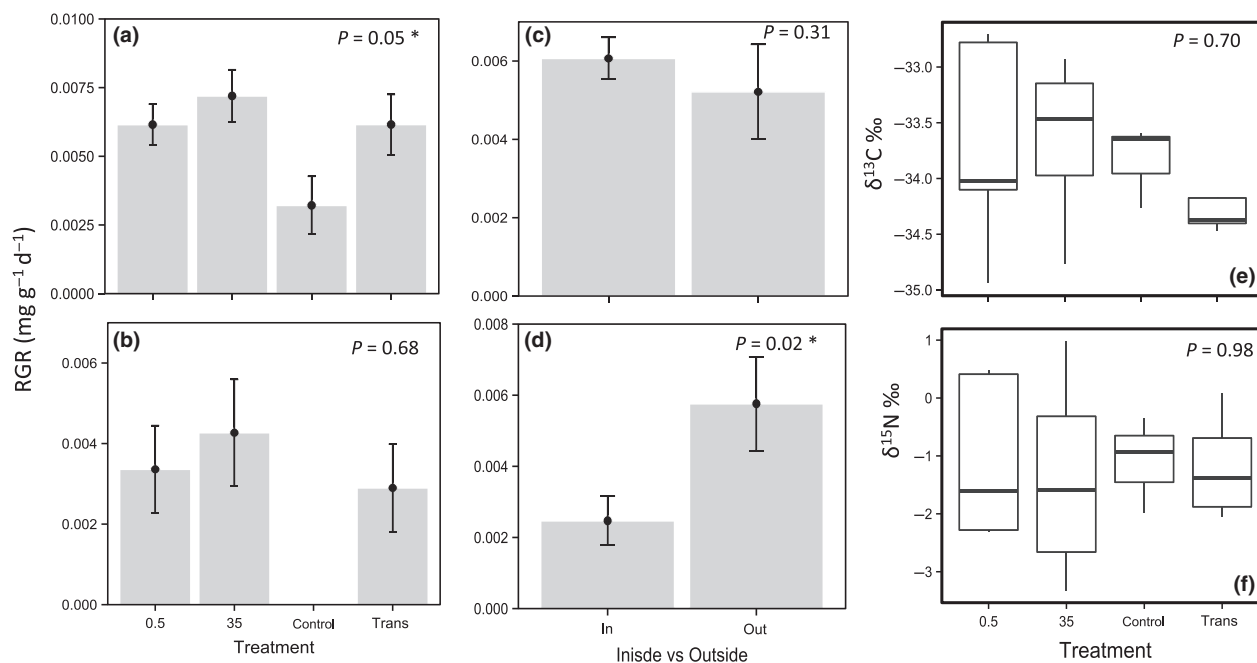 (a)
P = 0.05 *
0.0100
0.0075
0.0050
0.0025
0.0000
(b)
P = 0.68
0.006
0.004
0.002
0.000
0.5 35 Control Trans
Treatment
RGR (mg g⁻¹ d⁻¹)
(c)
P = 0.31
0.006
0.004
0.002
0.000
(d)
P = 0.02 *
0.008
0.006
0.004
0.002
0.000
In Out
Inisde vs Outside
P = 0.70
−33.0
−33.5
−34.0
−34.5
−35.0
δ¹³C ‰
(e)
P = 0.98
1
0
−1
−2
−3
δ¹⁵N ‰
(f)
0.5 35 Control Trans
Treatment